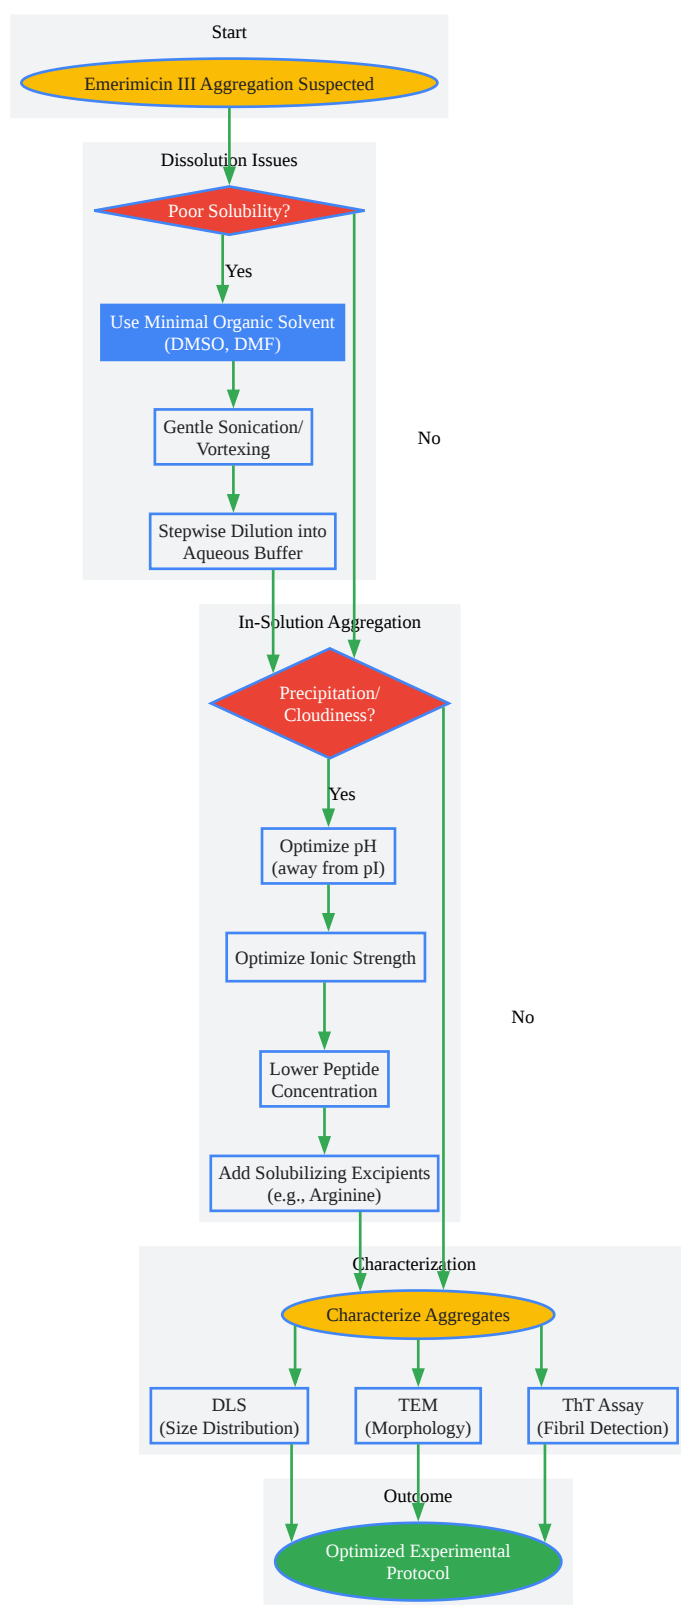 Start
Emerimicin III Aggregation Suspected
Dissolution Issues
Poor Solubility?
Yes
Use Minimal Organic Solvent
(DMSO, DMF)
Gentle Sonication/
Vortexing
No
Stepwise Dilution into
Aqueous Buffer
In-Solution Aggregation
Precipitation/
Cloudiness?
Yes
Optimize pH
(away from pI)
Optimize Ionic Strength
No
Lower Peptide
Concentration
Add Solubilizing Excipients
(e.g., Arginine)
Characterization
Characterize Aggregates
DLS
(Size Distribution)
TEM
(Morphology)
ThT Assay
(Fibril Detection)
Outcome
Optimized Experimental
Protocol